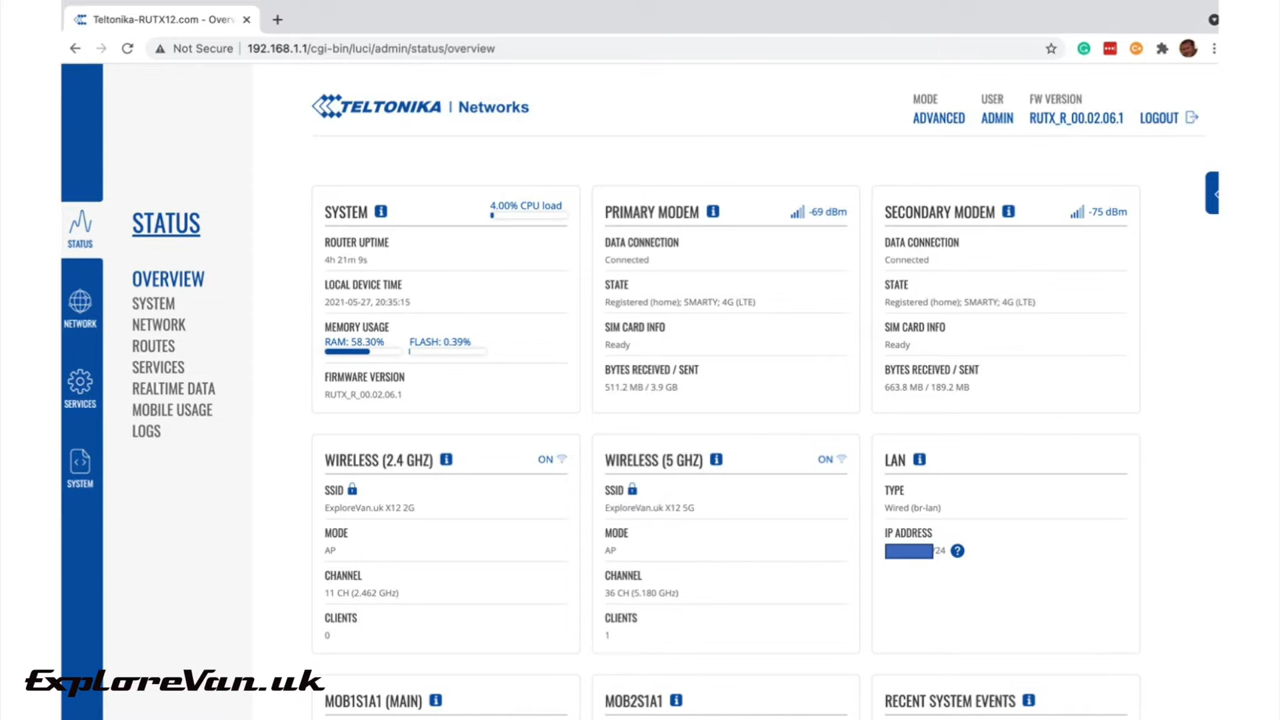 Teltonika-RUTX12.com - Over
Not Secure
192.168.1.1/cgi-bin/luci/admin/status/overview
TELTONIKA | Networks
MODE
ADVANCED
USER
ADMIN
FW VERSION
RUTX_R_00.02.06.1
LOGOUT
STATUS
NETWORK
SERVICES
SYSTEM
STATUS
OVERVIEW
SYSTEM
NETWORK
ROUTES
SERVICES
REALTIME DATA
MOBILE USAGE
LOGS
SYSTEM
4.00% CPU load
ROUTER UPTIME
4h 21m 9s
LOCAL DEVICE TIME
2021-05-27, 20:35:15
MEMORY USAGE
RAM: 58.30% FLASH: 0.39%
FIRMWARE VERSION
RUTX_R_00.02.06.1
PRIMARY MODEM
-69 dBm
DATA CONNECTION
Connected
STATE
Registered (home); SMARTY; 4G (LTE)
SIM CARD INFO
Ready
BYTES RECEIVED / SENT
511.2 MB / 3.9 GB
SECONDARY MODEM
-75 dBm
DATA CONNECTION
Connected
STATE
Registered (home); SMARTY; 4G (LTE)
SIM CARD INFO
Ready
BYTES RECEIVED / SENT
663.8 MB / 189.2 MB
WIRELESS (2.4 GHZ)
ON
SSID
ExploreVan.uk X12 2G
MODE
AP
CHANNEL
11 CH (2.462 GHz)
CLIENTS
0
WIRELESS (5 GHZ)
ON
SSID
ExploreVan.uk X12 5G
MODE
AP
CHANNEL
36 CH (5.180 GHz)
CLIENTS
1
LAN
TYPE
Wired (br-lan)
IP ADDRESS
/24
MOB1S1A1 (MAIN)
MOB2S1A1
RECENT SYSTEM EVENTS
ExploreVan.uk